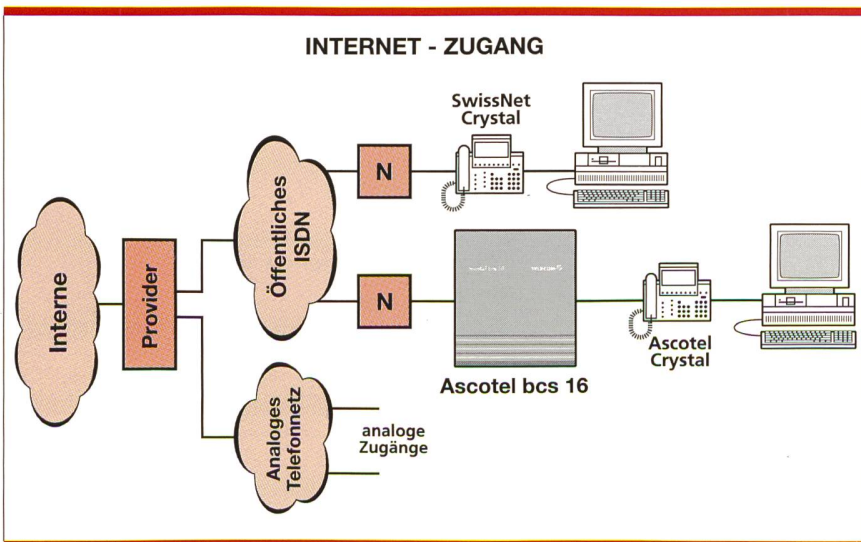 INTERNET - ZUGANG
SwissNet
Crystal
N
Öffentliches
ISDN
Interne
Provider
N
Ascotel bcs 16
Ascotel
Crystal
Analoges
Telefonnetz
analoge
Zugänge